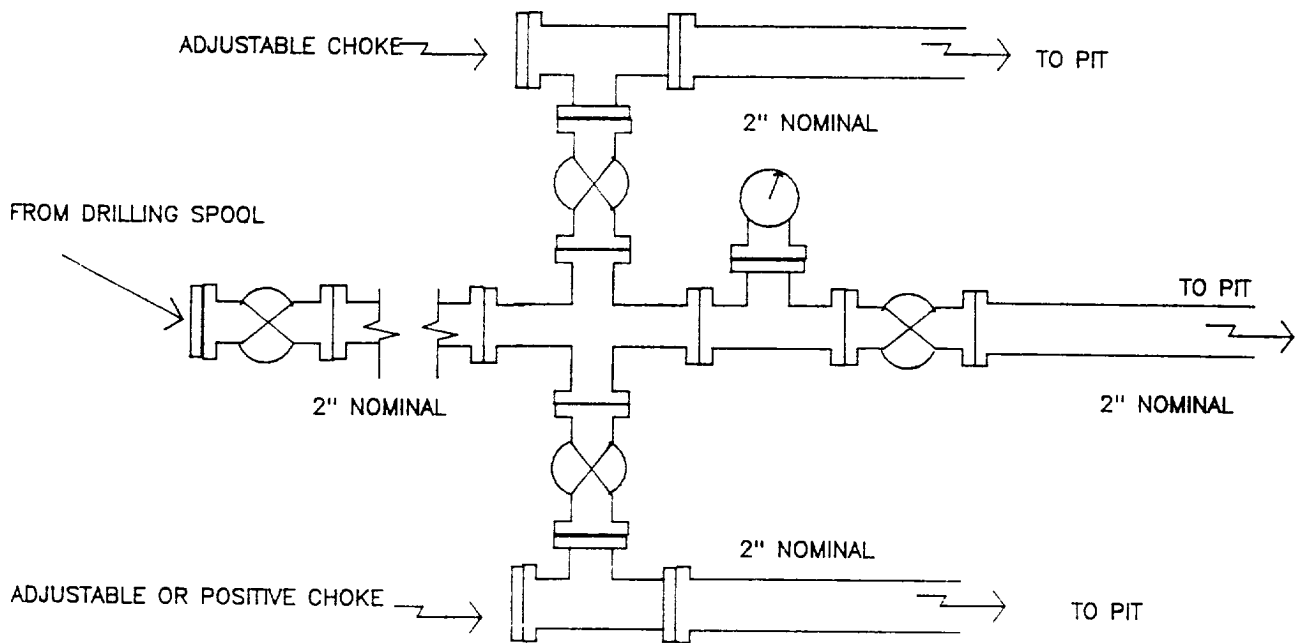 ADJUSTABLE CHOKE
TO PIT
2" NOMINAL
FROM DRILLING SPOOL
TO PIT
2" NOMINAL
2" NOMINAL
2" NOMINAL
ADJUSTABLE OR POSITIVE CHOKE
TO PIT